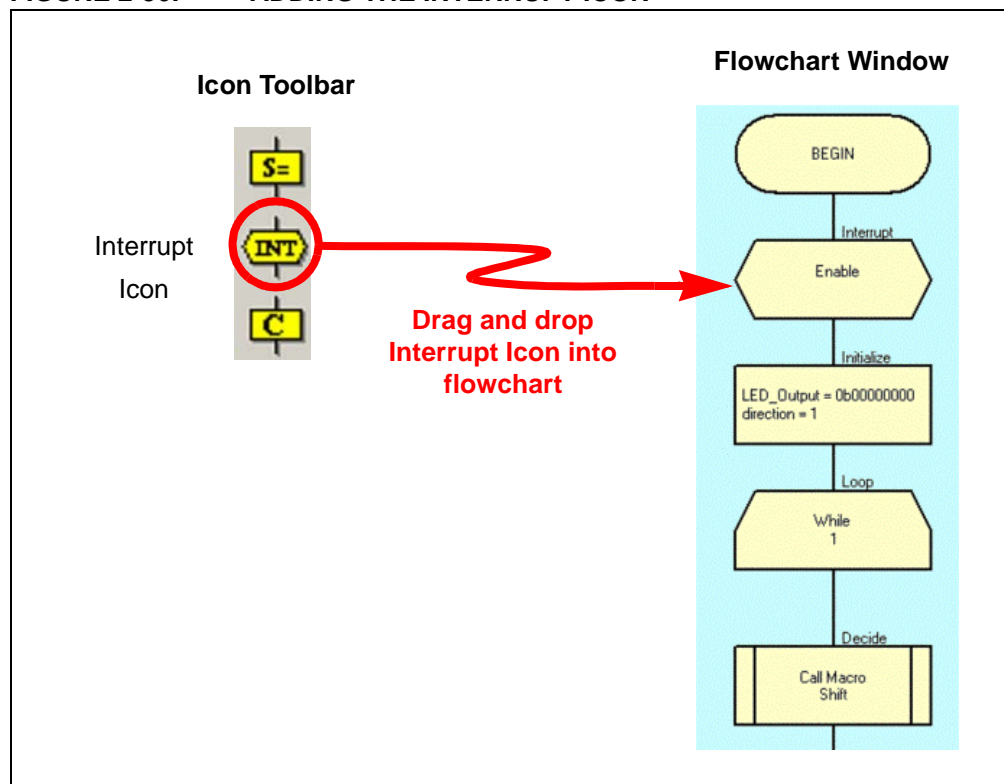 Icon Toolbar
S=
INT
C
Interrupt
Icon
Drag and drop
Interrupt Icon into
flowchart
Flowchart Window
BEGIN
Interrupt
Enable
Initialize
LED_Output = 0b00000000
direction = 1
Loop
While
1
Decide
Call Macro
Shift